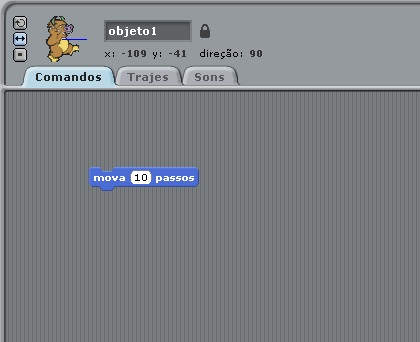 objeto1
x: -109 y: -41 direção: 90
Comandos Trajes Sons
mova 10 passos